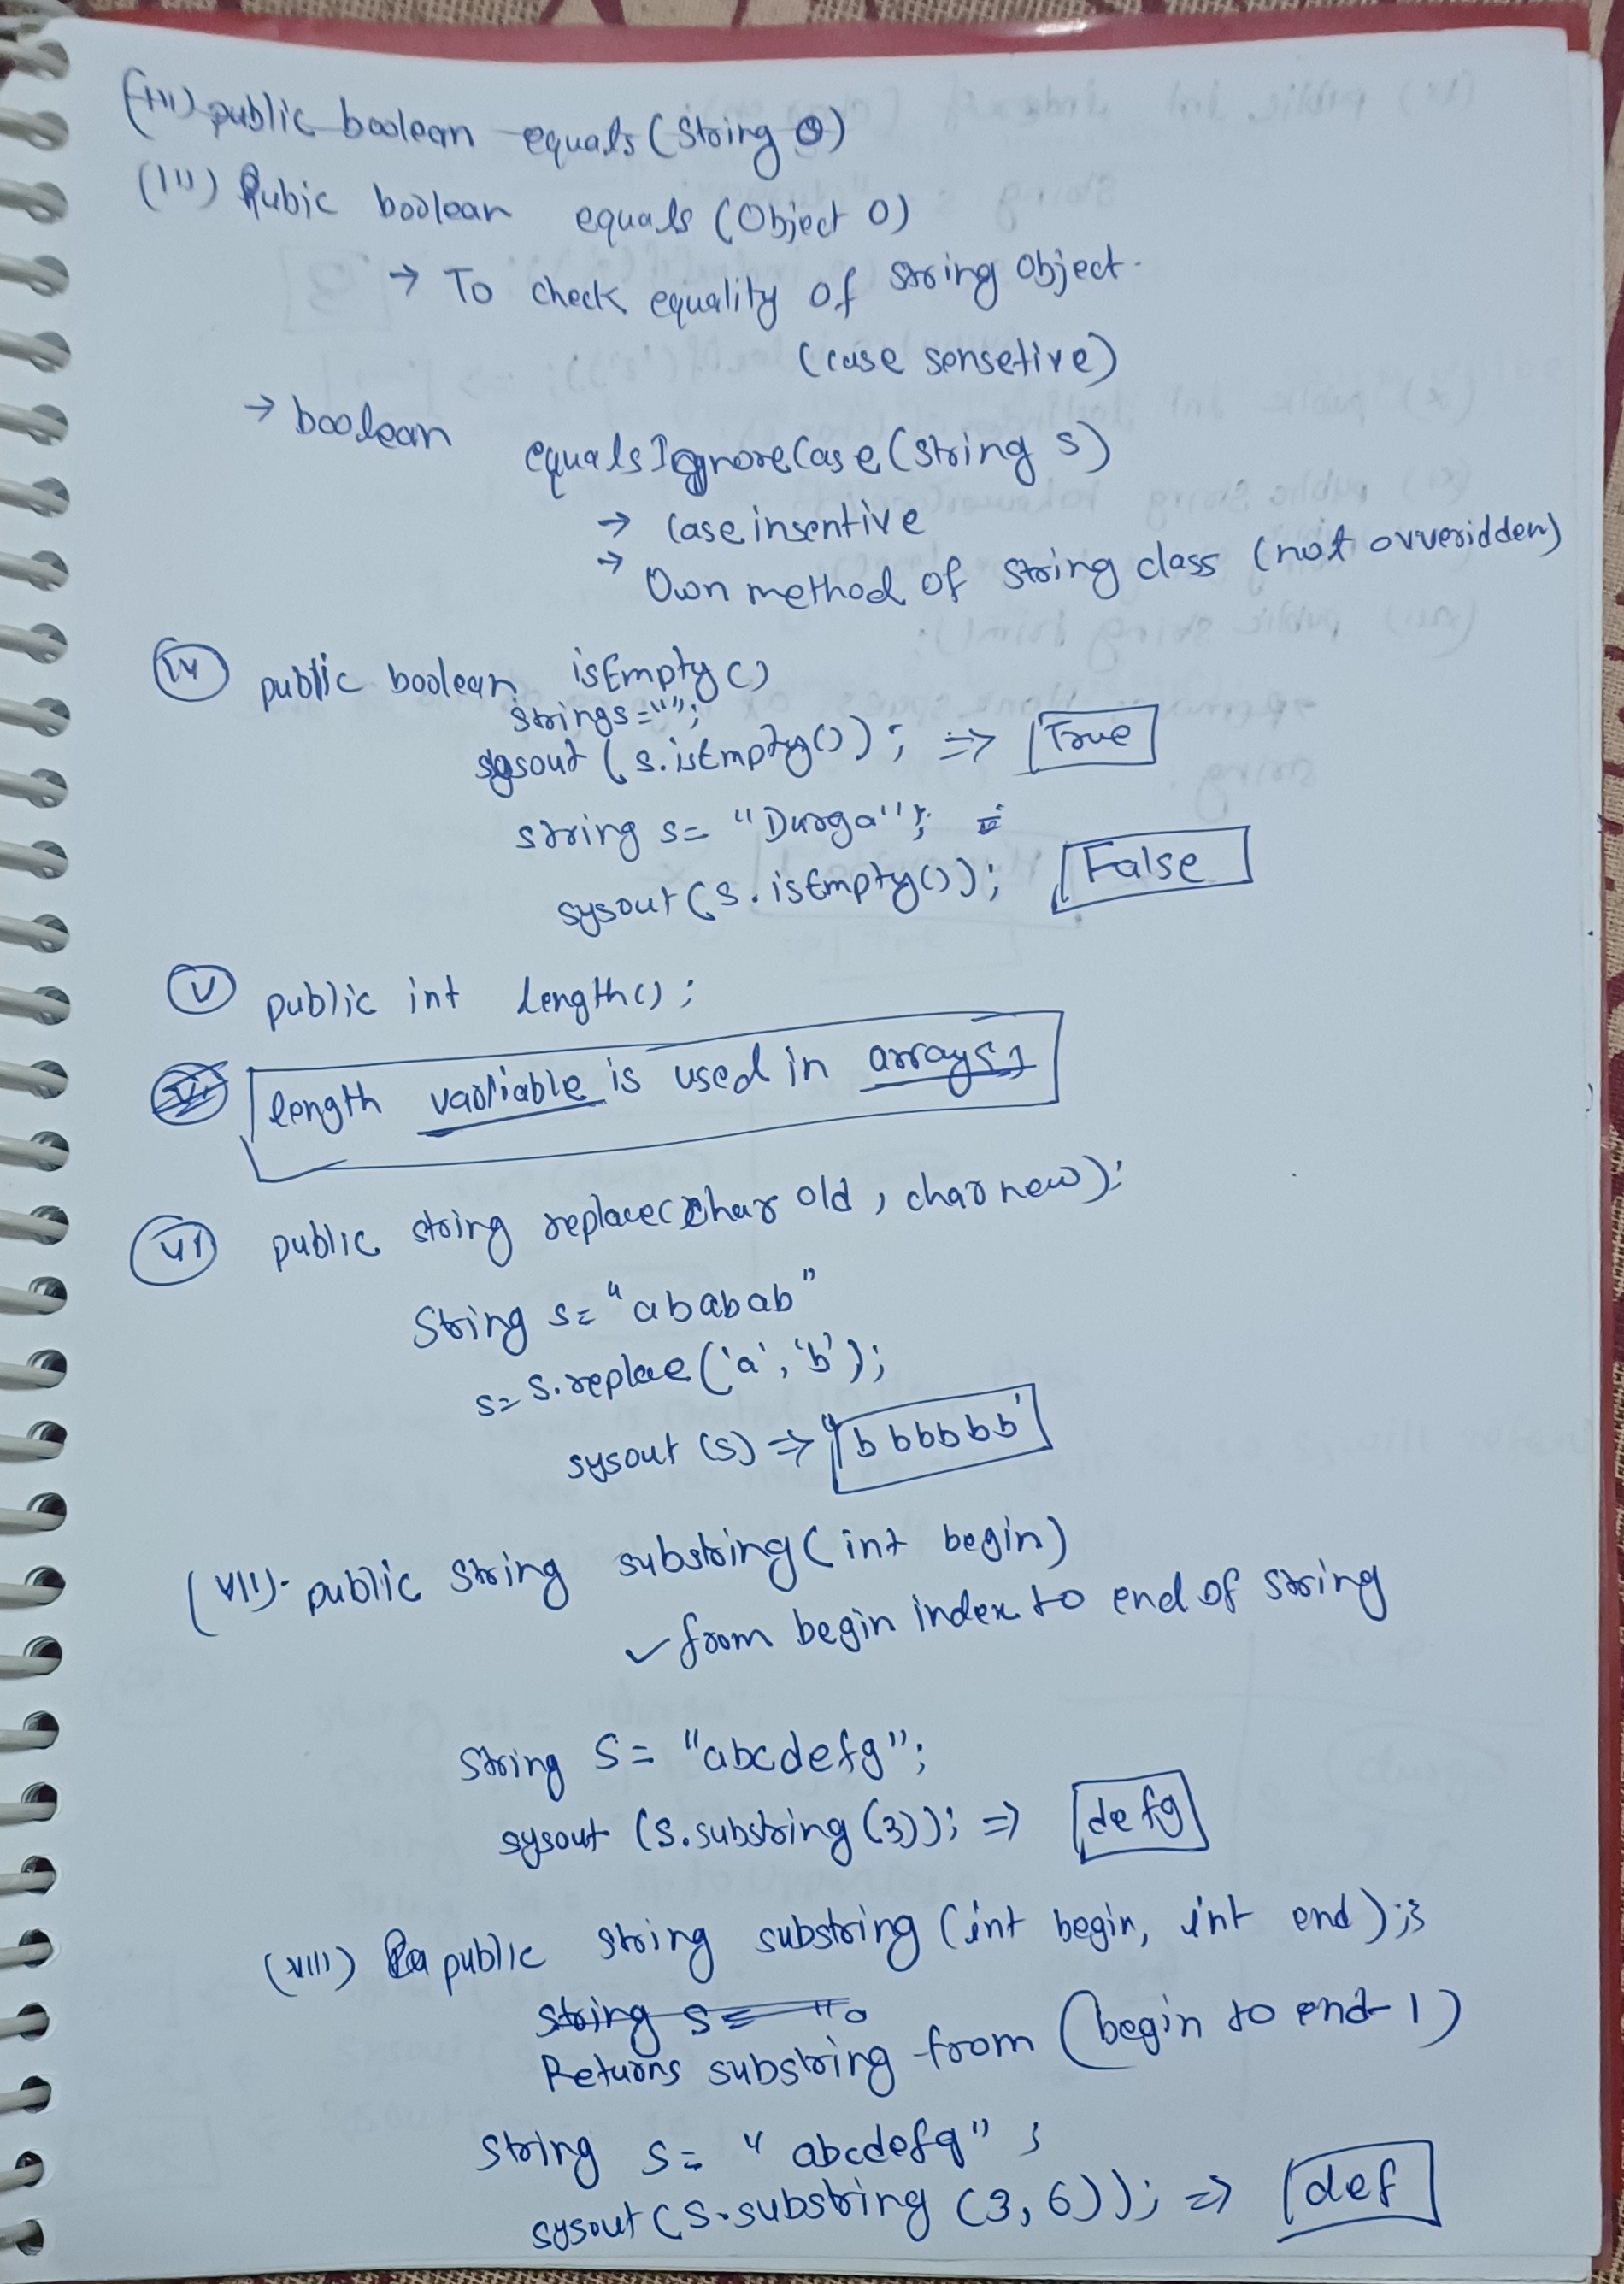 (iii) public boolean equals (String O)
(iii) Pubic boolean equals (Object O)
→ To check equality of string object.
(case sensetive)
→ boolean equalsIgnoreCase (String s)
→ Case insentive
→ Own method of string class (not ovveridden)
(iv) public boolean isEmpty ()
String s = "";
sysout (s.isEmpty()); => True
string s = "Durga";
sysout (s.isEmpty()); False
(v) public int length();
length variable is used in arrays
(vi) public string replace (char old, char new);
String s = "ababab"
s = s.replace ('a', 'b');
sysout (s) => "bbbbbb"
(vii). public string substring (int begin)
✓ from begin index to end of string
String s = "abcdefg";
sysout (s.substring (3)); => defg
(viii) public string substring (int begin, int end);
string s = "
Returns substring from (begin to end-1)
string s = "abcdefg";
sysout (s.substring (3,6)); => def